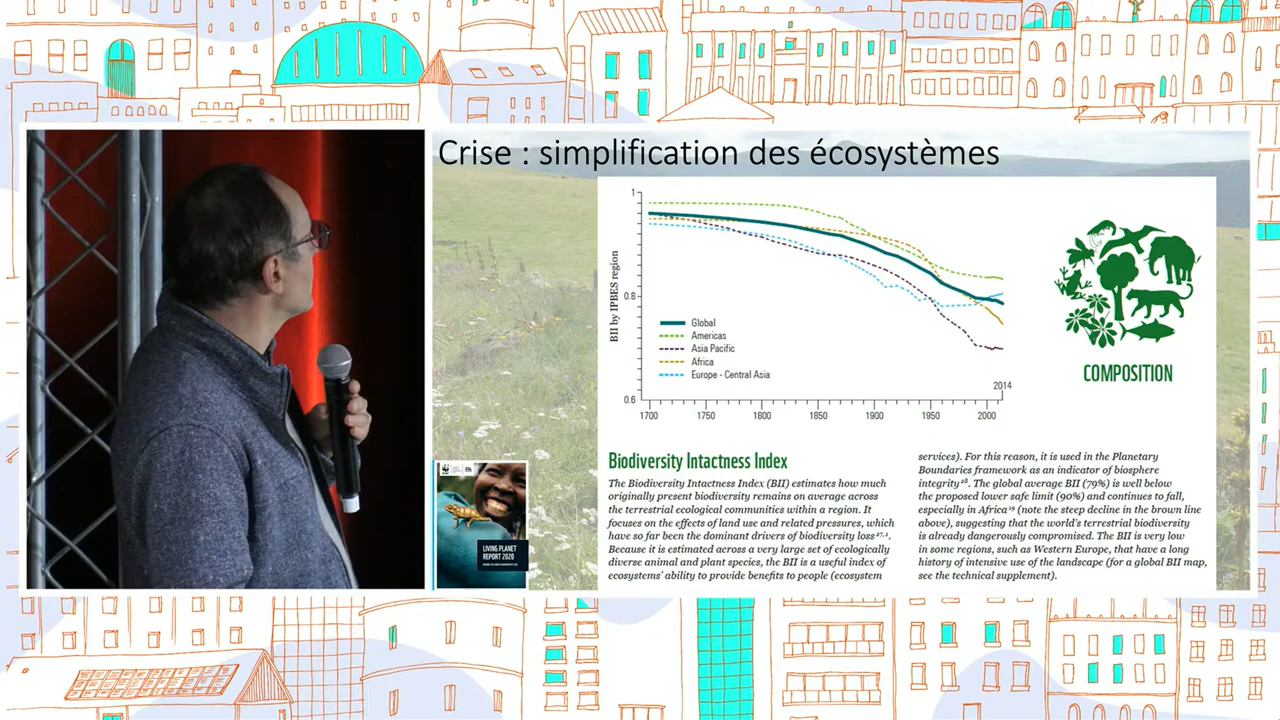 Crise : simplification des écosystèmes
1
0.8
0.6
BII by IPBES region
Global
Americas
Asia Pacific
Africa
Europe - Central Asia
2014
1700
1750
1800
1850
1900
1950
2000
COMPOSITION
Biodiversity Intactness Index
The Biodiversity Intactness Index (BII) estimates how much
originally present biodiversity remains on average across
the terrestrial ecological communities within a region. It
focuses on the effects of land use and related pressures, which
have so far been the dominant drivers of biodiversity loss²⁷,¹.
Because it is estimated across a very large set of ecologically
diverse animal and plant species, the BII is a useful index of
ecosystems' ability to provide benefits to people (ecosystem
services). For this reason, it is used in the Planetary
Boundaries framework as an indicator of biosphere
integrity²⁸. The global average BII (79%) is well below
the proposed lower safe limit (90%) and continues to fall,
especially in Africa¹⁹ (note the steep decline in the brown line
above), suggesting that the world's terrestrial biodiversity
is already dangerously compromised. The BII is very low
in some regions, such as Western Europe, that have a long
history of intensive use of the landscape (for a global BII map,
see the technical supplement).
WWF
LIVING PLANET
REPORT 2020